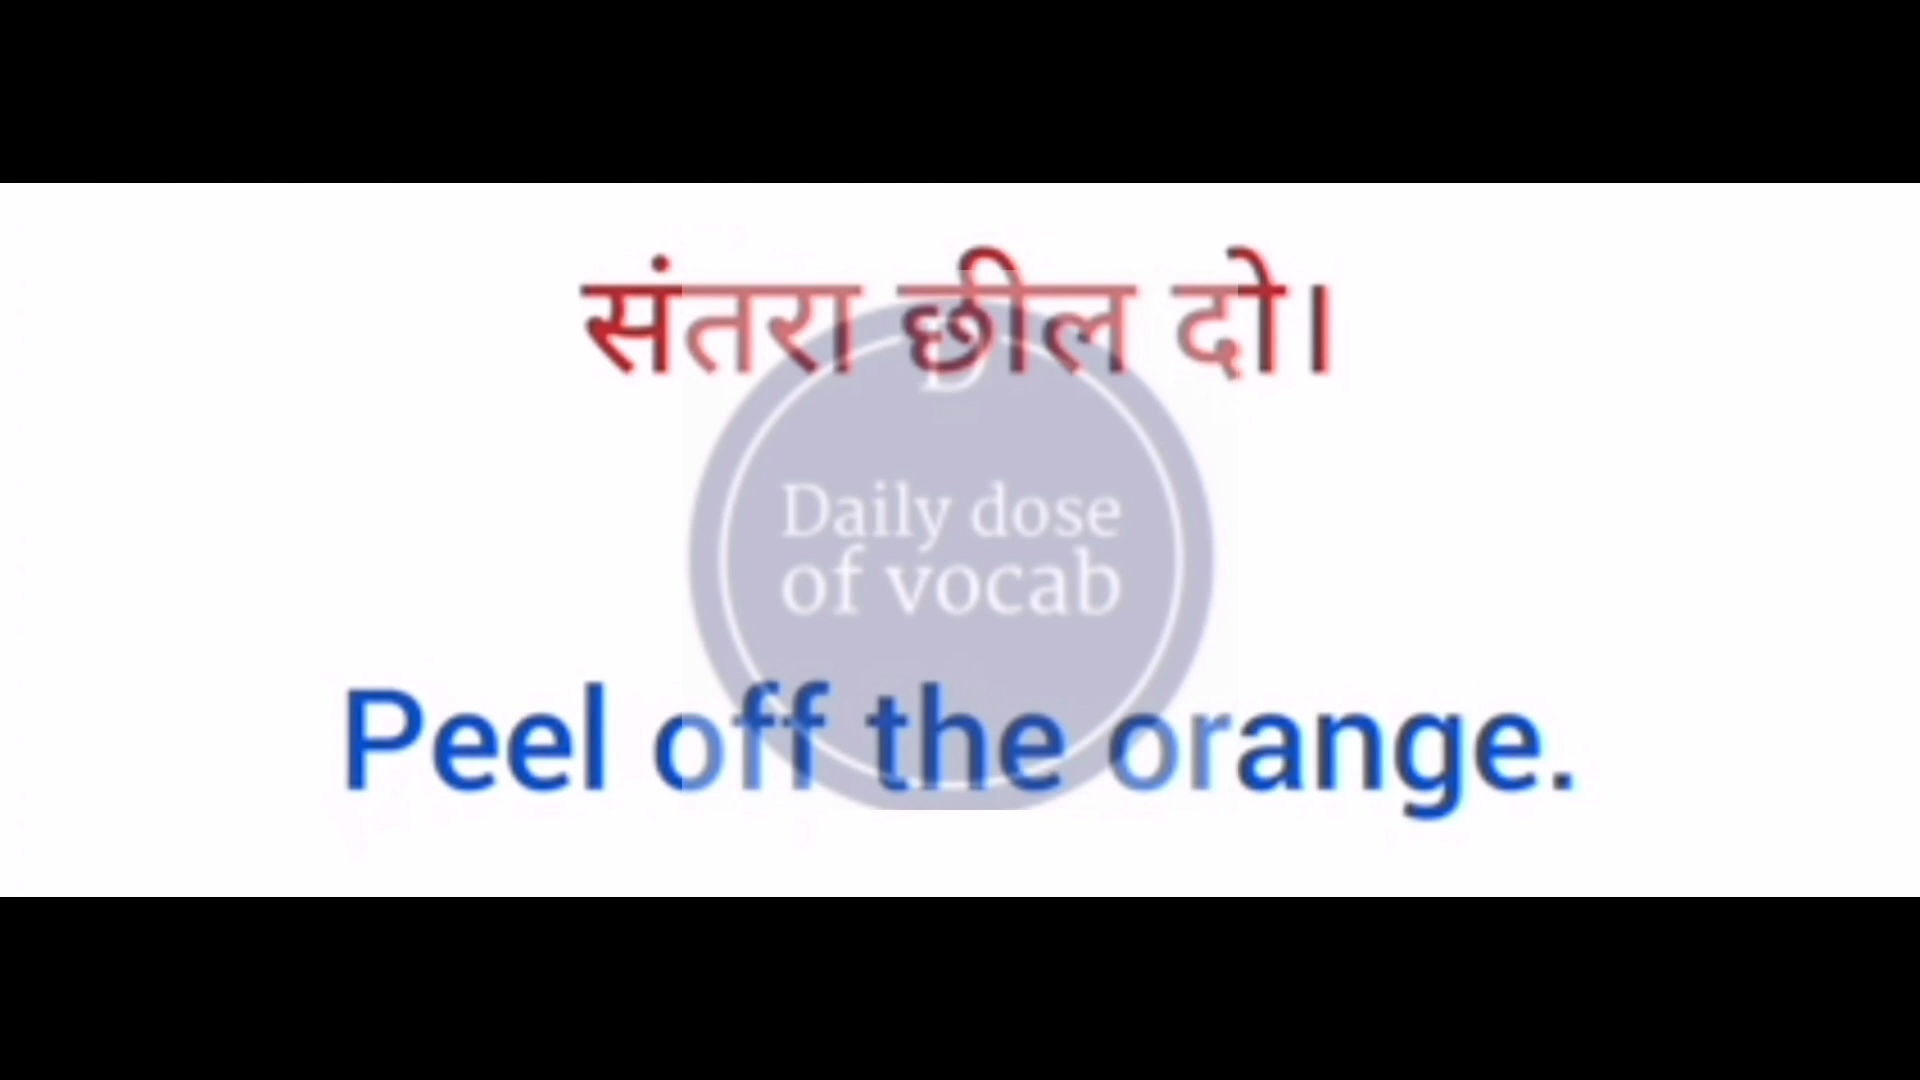 संतरा छील दो।
D
Daily dose
of vocab
Peel off the orange.